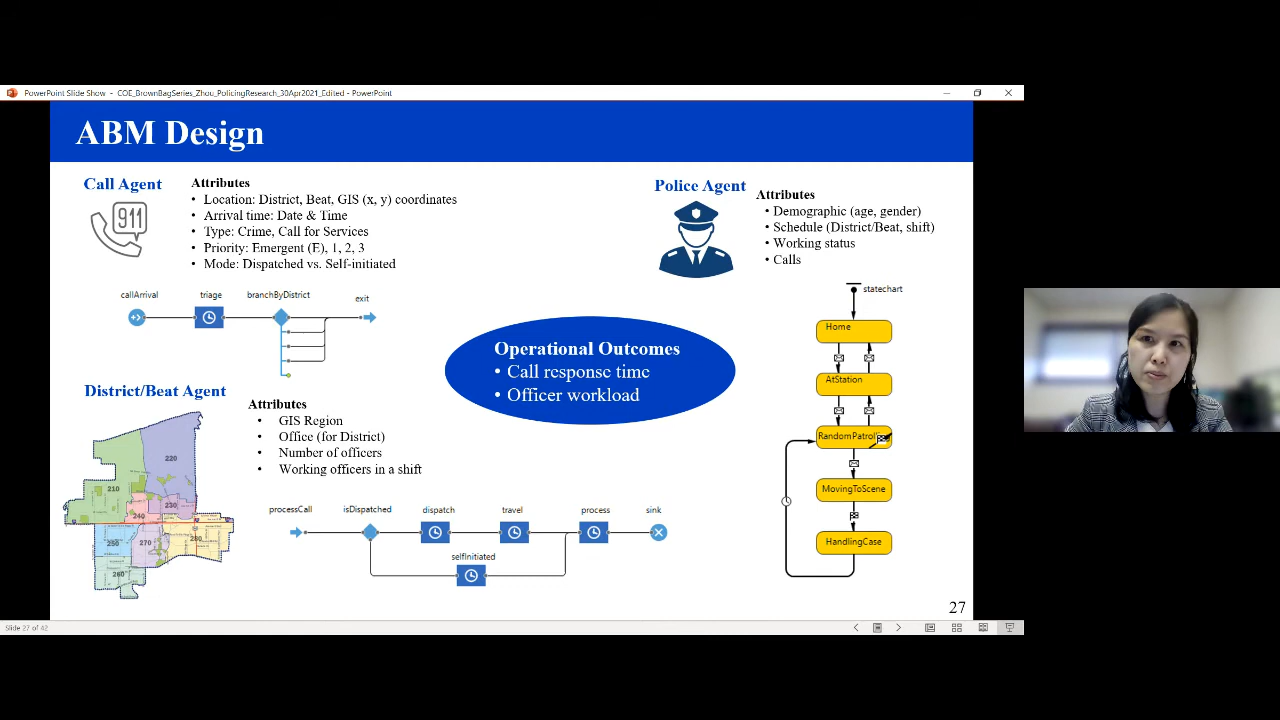 PowerPoint Slide Show - COE_BrownBagSeries_Zhou_PolicingResearch_30Apr2021_Edited - PowerPoint
ABM Design
Call Agent
911
Attributes
• Location: District, Beat, GIS (x, y) coordinates
• Arrival time: Date & Time
• Type: Crime, Call for Services
• Priority: Emergent (E), 1, 2, 3
• Mode: Dispatched vs. Self-initiated
callArrival
triage
branchByDistrict
exit
Police Agent
Attributes
• Demographic (age, gender)
• Schedule (District/Beat, shift)
• Working status
• Calls
statechart
Home
AtStation
RandomPatrol
MovingToScene
HandlingCase
Operational Outcomes
• Call response time
• Officer workload
District/Beat Agent
220
210
230
240
250
270
280
260
Attributes
• GIS Region
• Office (for District)
• Number of officers
• Working officers in a shift
processCall
isDispatched
dispatch
travel
process
sink
selfInitiated
27
Slide 27 of 42